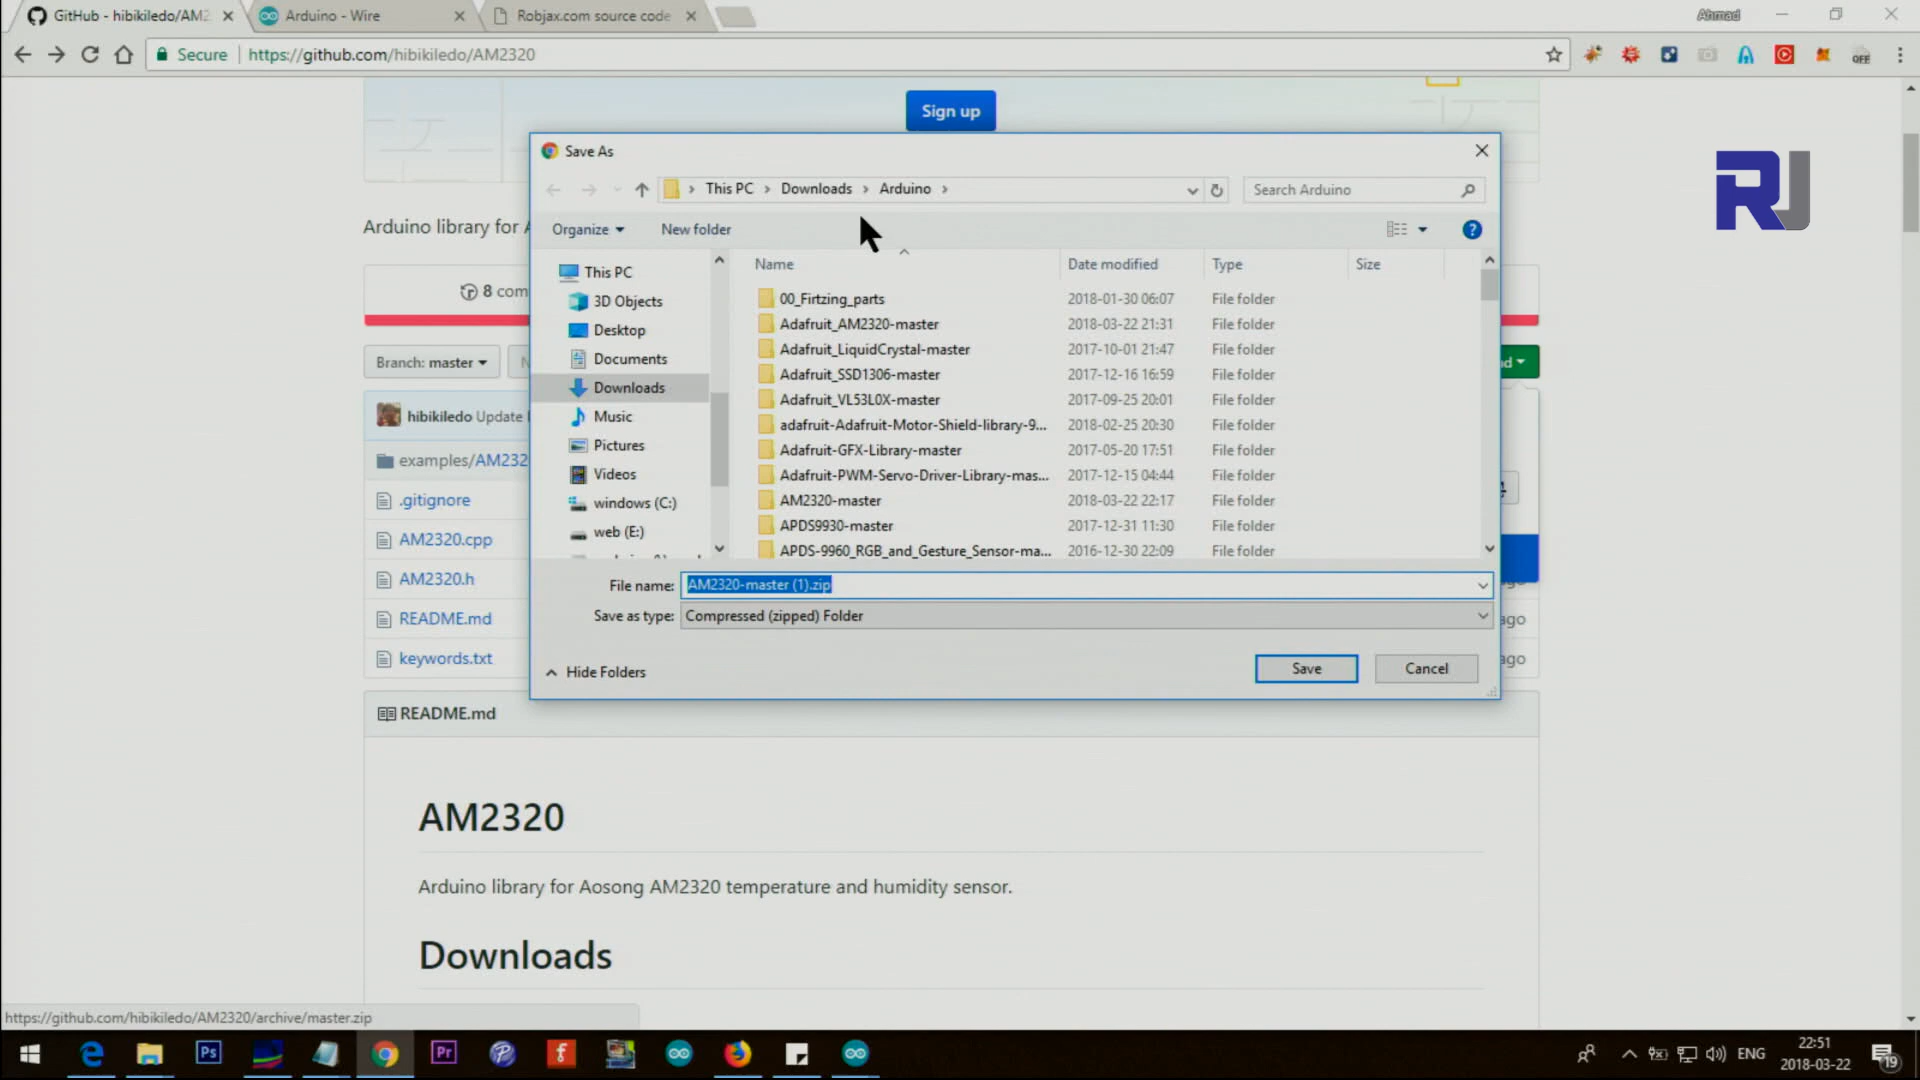 GitHub - hibikiledo/AM2
Arduino - Wire
Robjax.com source code
Ahmad
Secure
https://github.com/hibikiledo/AM2320
OFF
Sign up
Save As
This PC
Downloads
Arduino
Search Arduino
RJ
Arduino library for
Organize
New folder
?
This PC
Name
Date modified
Type
Size
8 com
3D Objects
00_Firtzing_parts
2018-01-30 06:07
File folder
Desktop
Adafruit_AM2320-master
2018-03-22 21:31
File folder
Documents
Adafruit_LiquidCrystal-master
2017-10-01 21:47
File folder
Branch: master
Downloads
Adafruit_SSD1306-master
2017-12-16 16:59
File folder
Adafruit_VL53L0X-master
2017-09-25 20:01
File folder
hibikiledo Update
Music
adafruit-Adafruit-Motor-Shield-library-9...
2018-02-25 20:30
File folder
Pictures
Adafruit-GFX-Library-master
2017-05-20 17:51
File folder
examples/AM232
Videos
Adafruit-PWM-Servo-Driver-Library-mas...
2017-12-15 04:44
File folder
.gitignore
windows (C:)
AM2320-master
2018-03-22 22:17
File folder
web (E:)
APDS9930-master
2017-12-31 11:30
File folder
AM2320.cpp
APDS-9960_RGB_and_Gesture_Sensor-ma...
2016-12-30 22:09
File folder
AM2320.h
File name:
AM2320-master (1).zip
README.md
Save as type:
Compressed (zipped) Folder
ago
keywords.txt
Hide Folders
Save
Cancel
ago
README.md
AM2320
Arduino library for Aosong AM2320 temperature and humidity sensor.
Downloads
https://github.com/hibikiledo/AM2320/archive/master.zip
Ps
Pr
ENG
22:51
2018-03-22
19